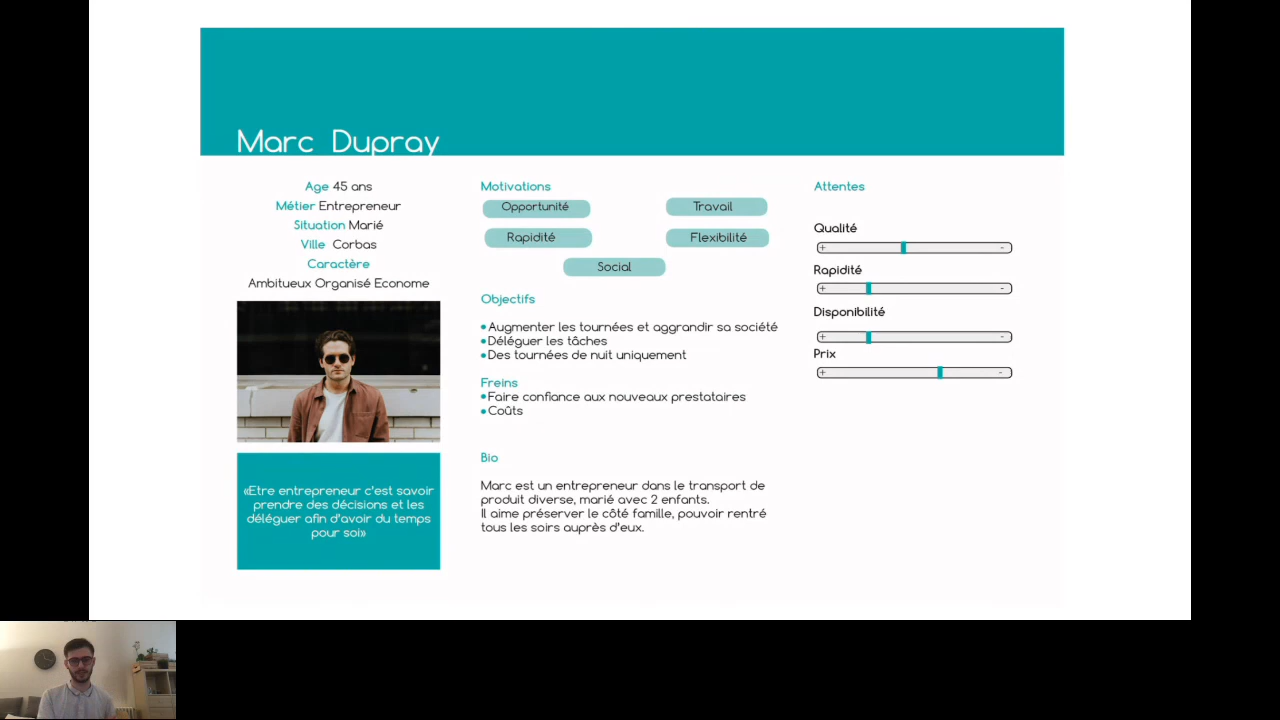 Marc Dupray
Age 45 ans
Métier Entrepreneur
Situation Marié
Ville Corbas
Caractère
Ambitueux Organisé Econome
«Etre entrepreneur c'est savoir
prendre des décisions et les
déléguer afin d'avoir du temps
pour soi»
Motivations
Opportunité
Travail
Rapidité
Flexibilité
Social
Objectifs
•Augmenter les tournées et aggrandir sa société
•Déléguer les tâches
•Des tournées de nuit uniquement
Freins
•Faire confiance aux nouveaux prestataires
•Coûts
Bio
Marc est un entrepreneur dans le transport de
produit diverse, marié avec 2 enfants.
Il aime préserver le côté famille, pouvoir rentré
tous les soirs auprès d'eux.
Attentes
Qualité
+ -
Rapidité
+ -
Disponibilité
+ -
Prix
+ -